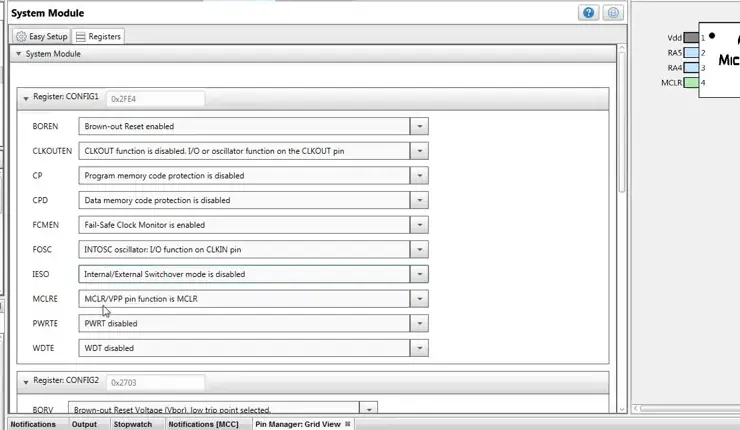 System Module
Easy Setup
Registers
System Module
Register: CONFIG1 0x2FE4
BOREN Brown-out Reset enabled
CLKOUTEN CLKOUT function is disabled. I/O or oscillator function on the CLKOUT pin
CP Program memory code protection is disabled
CPD Data memory code protection is disabled
FCMEN Fail-Safe Clock Monitor is enabled
FOSC INTOSC oscillator: I/O function on CLKIN pin
IESO Internal/External Switchover mode is disabled
MCLRE MCLR/VPP pin function is MCLR
PWRTE PWRT disabled
WDTE WDT disabled
Register: CONFIG2 0x2703
BORV Brown-out Reset Voltage (Vbor), low trip point selected.
Notifications Output Stopwatch Notifications [MCC] Pin Manager: Grid View
Vdd 1
RA5 2
RA4 3
MCLR 4